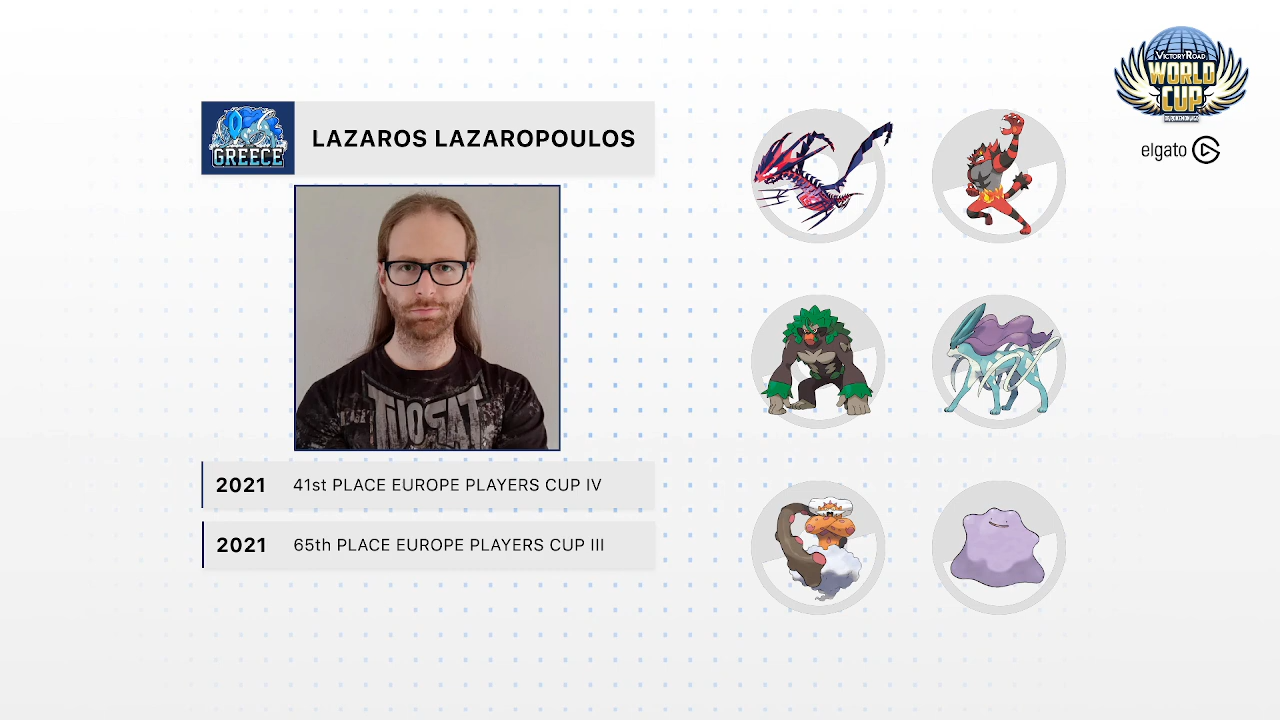 VICTORY ROAD
WORLD
CUP
elgato
GREECE
LAZAROS LAZAROPOULOS
TAPOUT
2021 41st PLACE EUROPE PLAYERS CUP IV
2021 65th PLACE EUROPE PLAYERS CUP III